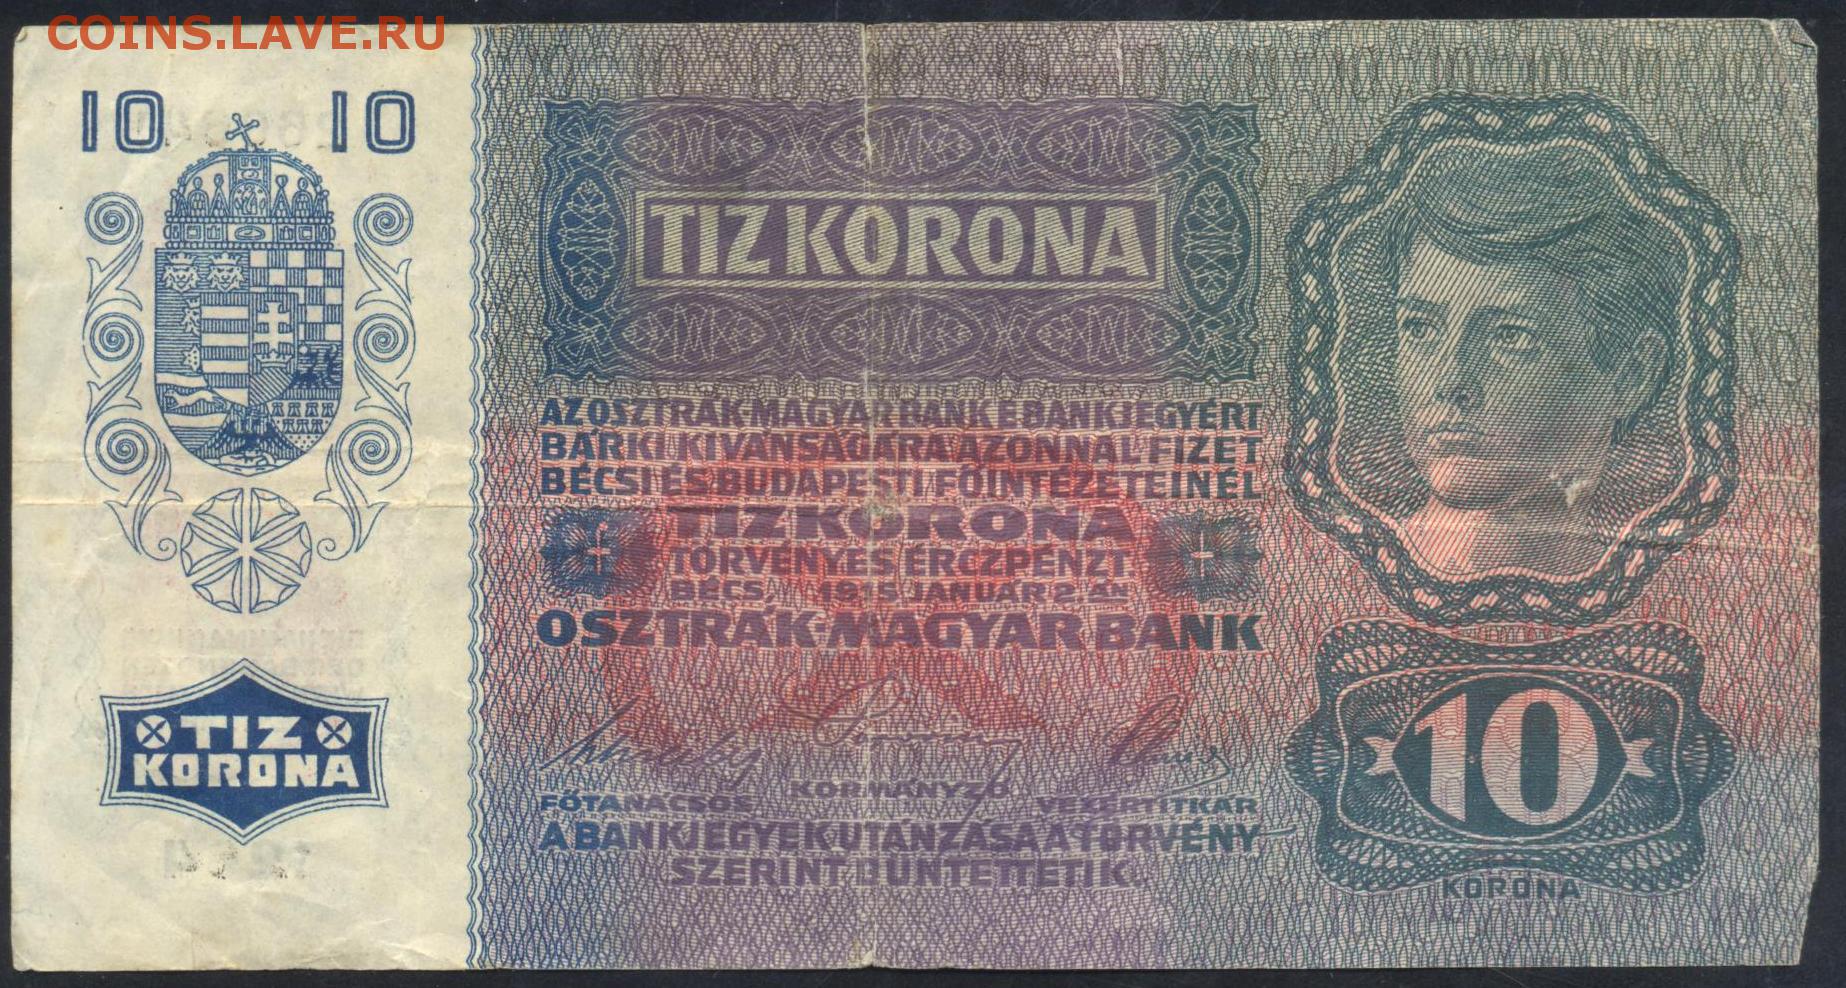 COINS.LAVE.RU
10 10
TIZ KORONA
AZ OSZTRÁK-MAGYAR BANK E BANKJEGYÉRT
BÁRKI KIVÁNSÁGÁRA AZONNAL FIZET
BÉCSI ÉS BUDAPESTI FŐINTÉZETEINÉL
TIZ KORONA
TÖRVÉNYES ÉRCZPÉNZT
BÉCS, 1915 JANUÁR 2.ÁN
OSZTRÁK-MAGYAR BANK
KORMÁNYZÓ
FŐTANÁCSOS VEZÉRTITKÁR
A BANKJEGYEK UTÁNZÁSA A TÖRVÉNY
SZERINT BÜNTETTETIK.
TIZ
KORONA
10
KORONA